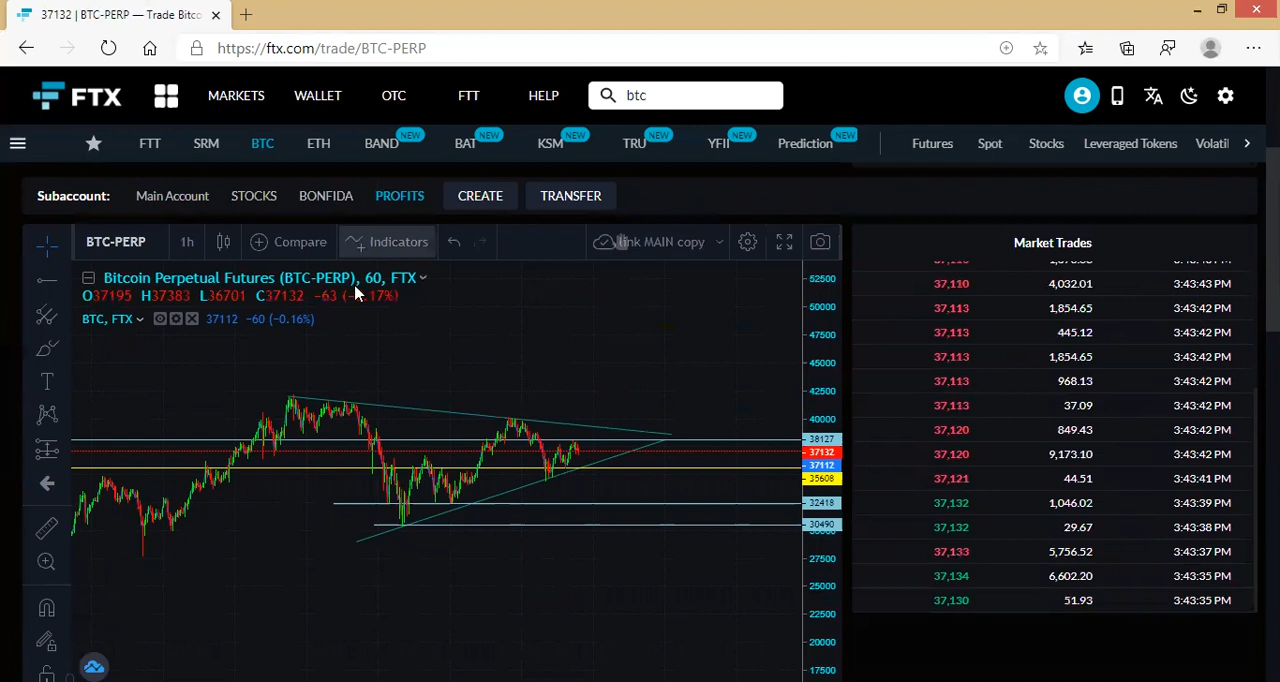 37132 | BTC-PERP — Trade Bitco
https://ftx.com/trade/BTC-PERP
FTX MARKETS WALLET OTC FTT HELP btc
FTT SRM BTC ETH BAND NEW BAT NEW KSM NEW TRU NEW YFII NEW Prediction NEW Futures Spot Stocks Leveraged Tokens Volati
Subaccount: Main Account STOCKS BONFIDA PROFITS CREATE TRANSFER
BTC-PERP 1h Compare Indicators link MAIN copy
Bitcoin Perpetual Futures (BTC-PERP), 60, FTX
O37195 H37383 L36701 C37132 −63
BTC, FTX 37112 −60 (−0.16%)
52500
50000
47500
45000
42500
40000
38127
37132
37112
35608
32418
30490
27500
25000
22500
20000
17500
Market Trades
3:43:43 PM
37,110 4,032.01 3:43:43 PM
37,113 1,854.65 3:43:43 PM
37,113 445.12 3:43:42 PM
37,113 1,854.65 3:43:42 PM
37,113 968.13 3:43:42 PM
37,113 37.09 3:43:42 PM
37,120 849.43 3:43:42 PM
37,120 9,173.10 3:43:42 PM
37,121 44.51 3:43:41 PM
37,132 1,046.02 3:43:39 PM
37,132 29.67 3:43:38 PM
37,133 5,756.52 3:43:37 PM
37,134 6,602.20 3:43:35 PM
37,130 51.93 3:43:35 PM